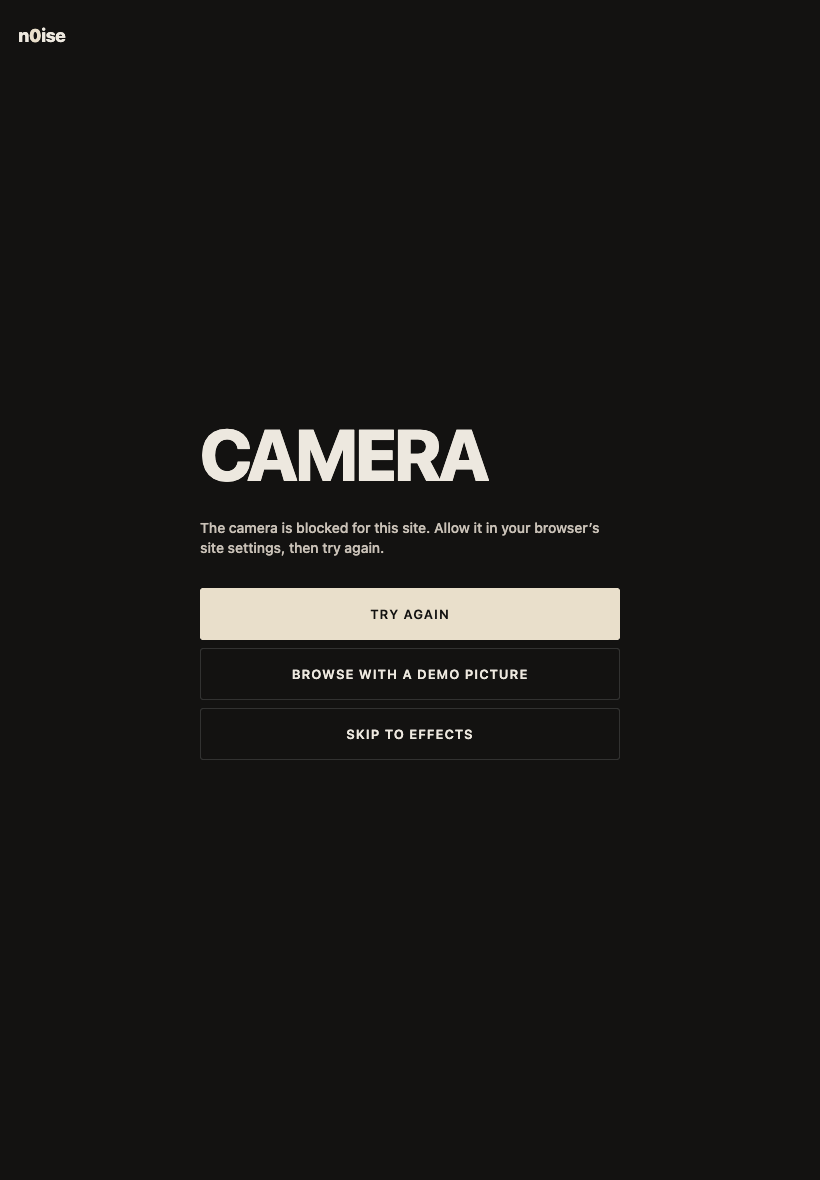 n0ise
CAMERA
The camera is blocked for this site. Allow it in your browser’s
site settings, then try again.
TRY AGAIN
BROWSE WITH A DEMO PICTURE
SKIP TO EFFECTS